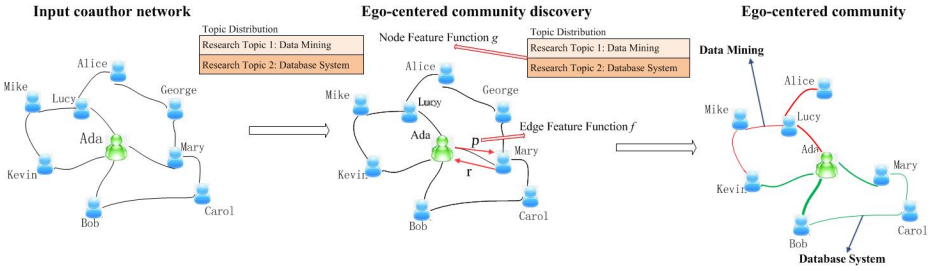 Input coauthor network
Topic Distribution
Research Topic 1: Data Mining
Research Topic 2: Database System
Alice
Mike
Lucy
George
Ada
Mary
Kevin
Bob
Carol
Ego-centered community discovery
Node Feature Function g
Topic Distribution
Research Topic 1: Data Mining
Research Topic 2: Database System
Alice
Mike
Lucy
George
Edge Feature Function f
Ada
p
Mary
r
Kevin
Bob
Carol
Ego-centered community
Data Mining
Alice
Mike
Lucy
Ada
Mary
Kevin
Bob
Carol
Database System